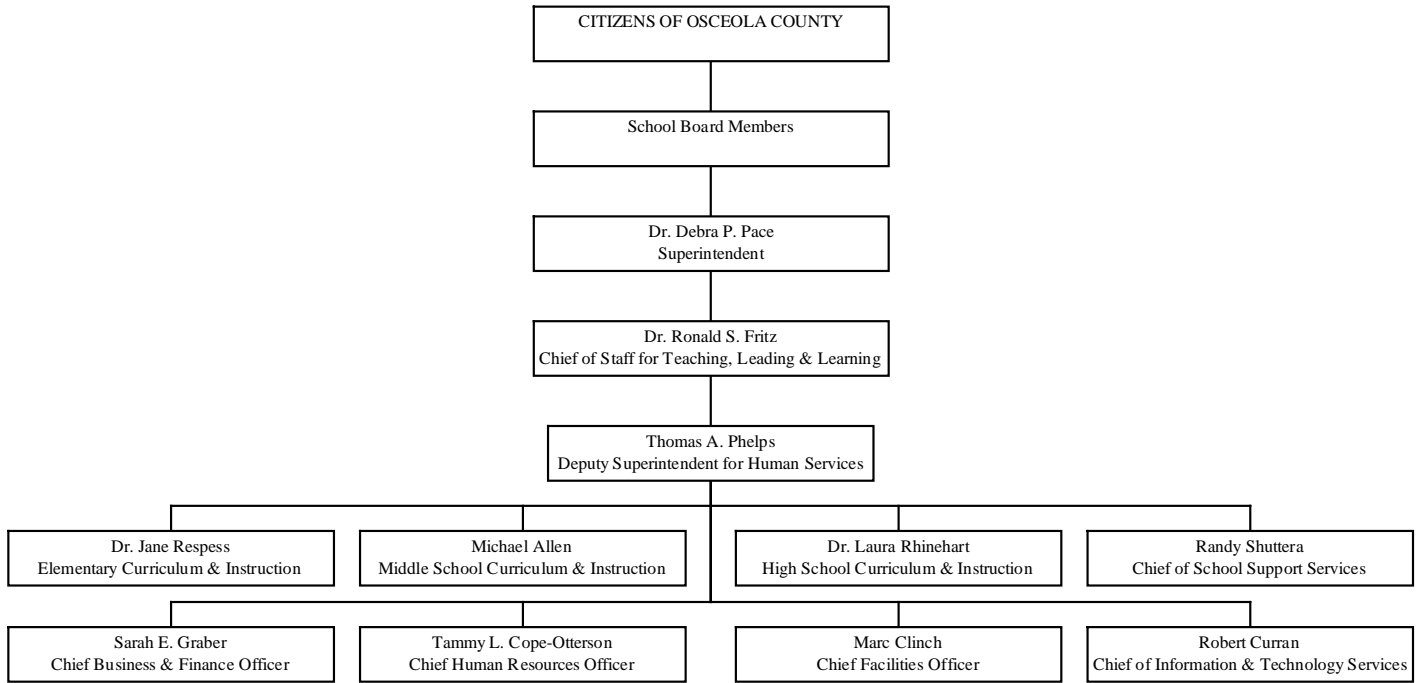 CITIZENS OF OSCEOLA COUNTY
School Board Members
Dr. Debra P. Pace
Superintendent
Dr. Ronald S. Fritz
Chief of Staff for Teaching, Leading & Learning
Thomas A. Phelps
Deputy Superintendent for Human Services
Dr. Jane Respess
Elementary Curriculum & Instruction
Michael Allen
Middle School Curriculum & Instruction
Dr. Laura Rhinehart
High School Curriculum & Instruction
Randy Shuttera
Chief of School Support Services
Sarah E. Graber
Chief Business & Finance Officer
Tammy L. Cope-Otterson
Chief Human Resources Officer
Marc Clinch
Chief Facilities Officer
Robert Curran
Chief of Information & Technology Services